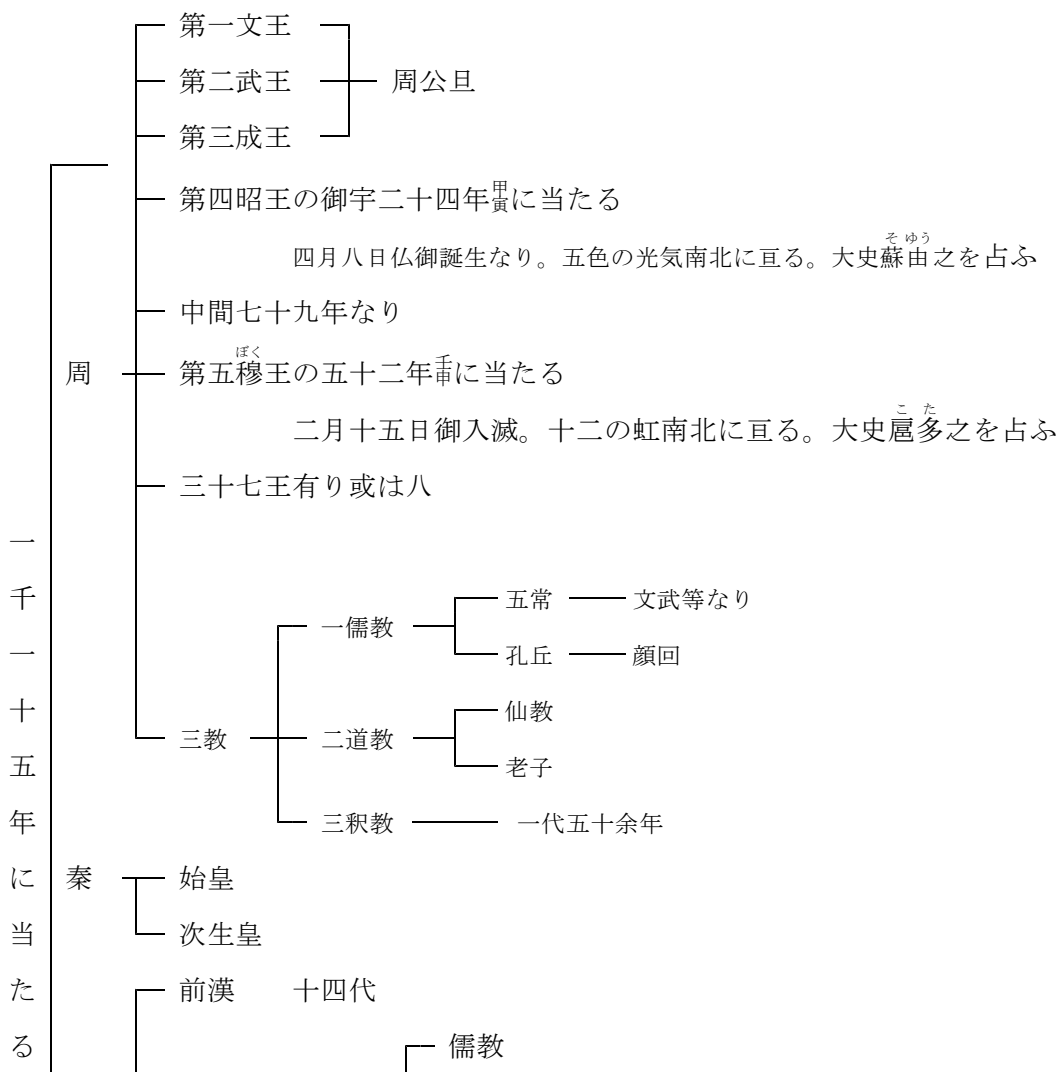 第一文王
第二武王 周公旦
第三成王
第四昭王の御宇二十四年甲寅に当たる
四月八日仏御誕生なり。五色の光気南北に亘る。大史蘇由之を占ふ
そゆう
中間七十九年なり
周
第五穆王の五十二年壬申に当たる
ぼく
二月十五日御入滅。十二の虹南北に亘る。大史扈多之を占ふ
こた
三十七王有り或は八
一儒教 五常 文武等なり
孔丘 顔回
三教 二道教 仙教
老子
三釈教 一代五十余年
秦 始皇
次生皇
前漢 十四代
儒教
一千一十五年に当たる